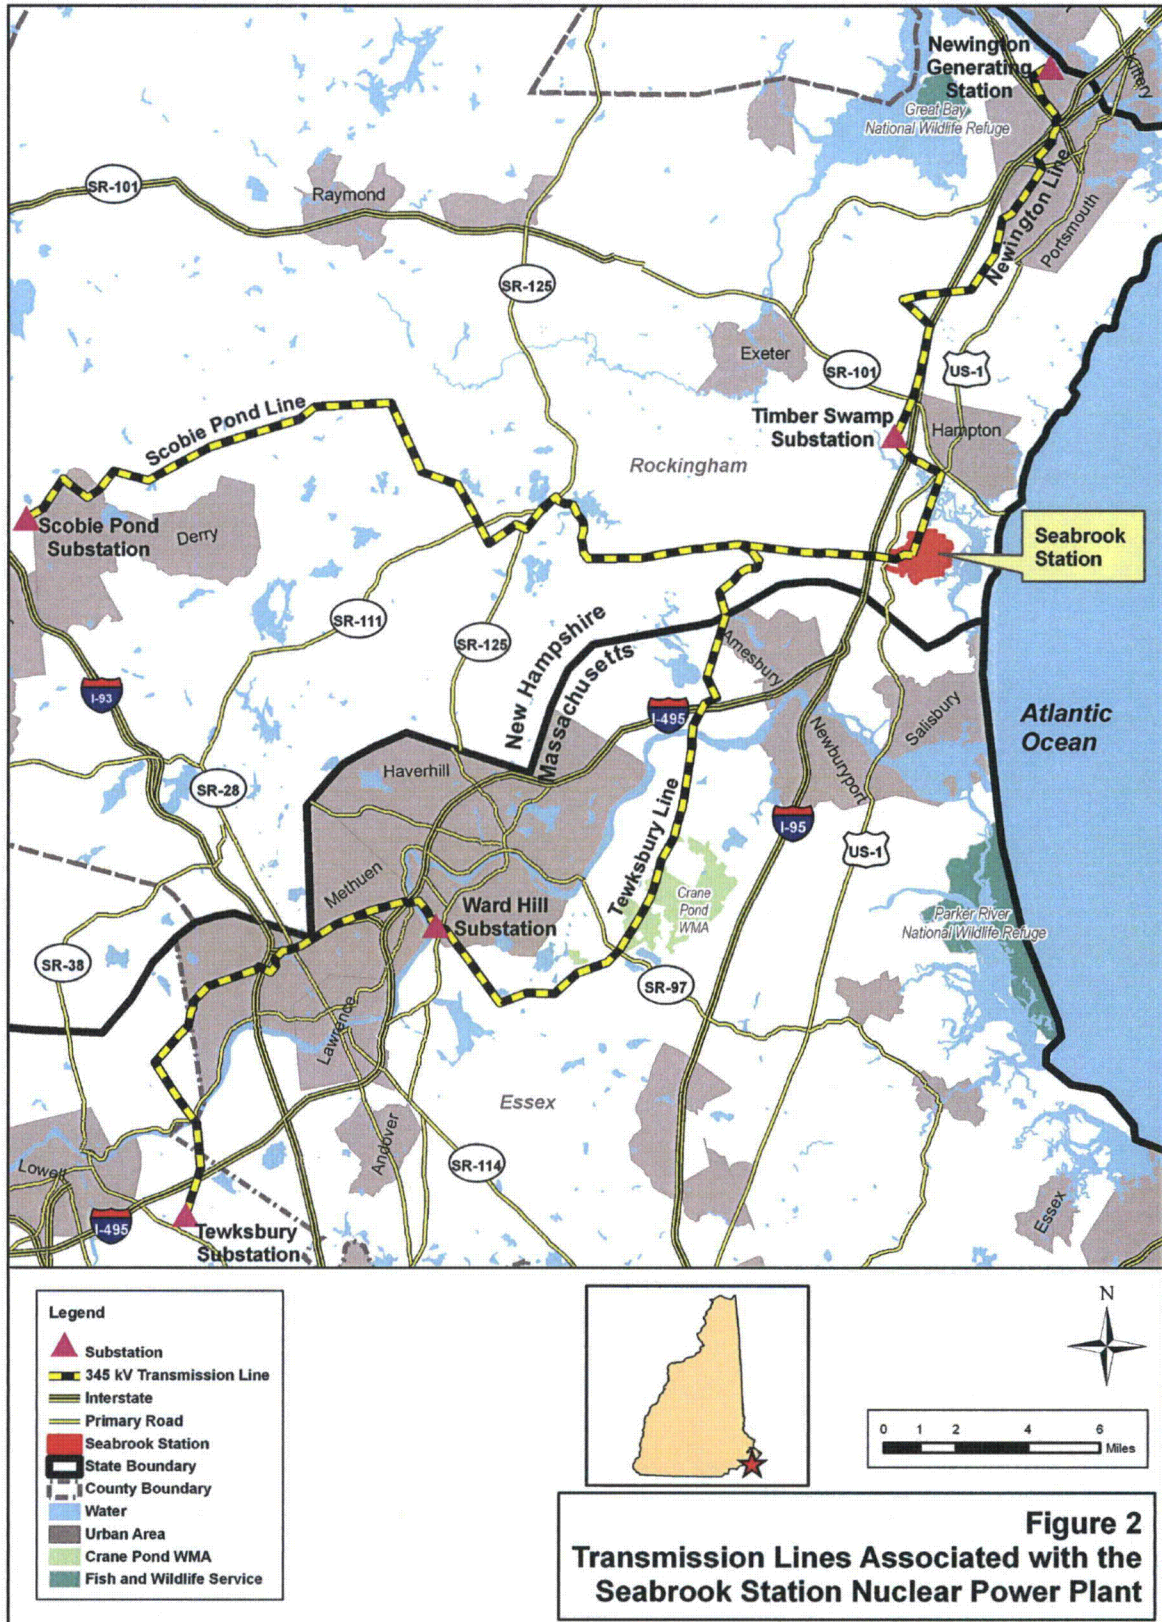 Newington
Generating
Station
Kittery
Great Bay
National Wildlife Refuge
SR-101
Raymond
Newington Line
Portsmouth
SR-125
Exeter
SR-101
US-1
Scobie Pond Line
Timber Swamp
Substation
Hampton
Rockingham
Scobie Pond
Substation
Derry
Seabrook
Station
SR-111
SR-125
New Hampshire
Massachusetts
Amesbury
I-93
I-495
Salisbury
Atlantic
Ocean
Newburyport
Haverhill
SR-28
I-95
US-1
Tewksbury Line
Methuen
Crane
Pond
WMA
Ward Hill
Substation
Parker River
National Wildlife Refuge
SR-38
SR-97
Lawrence
Essex
Andover
SR-114
Lowell
Essex
I-495
Tewksbury
Substation
Legend
Substation
345 kV Transmission Line
Interstate
Primary Road
Seabrook Station
State Boundary
County Boundary
Water
Urban Area
Crane Pond WMA
Fish and Wildlife Service
N
0 1 2 4 6
Miles
Figure 2
Transmission Lines Associated with the
Seabrook Station Nuclear Power Plant